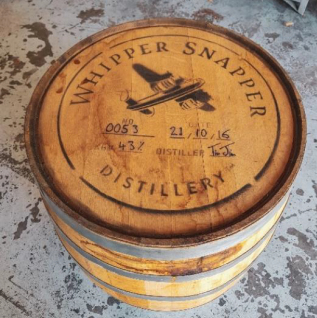 WHIPPER SNAPPER
NO DATE
0053 21/10/16
43% DISTILLER
DISTILLERY